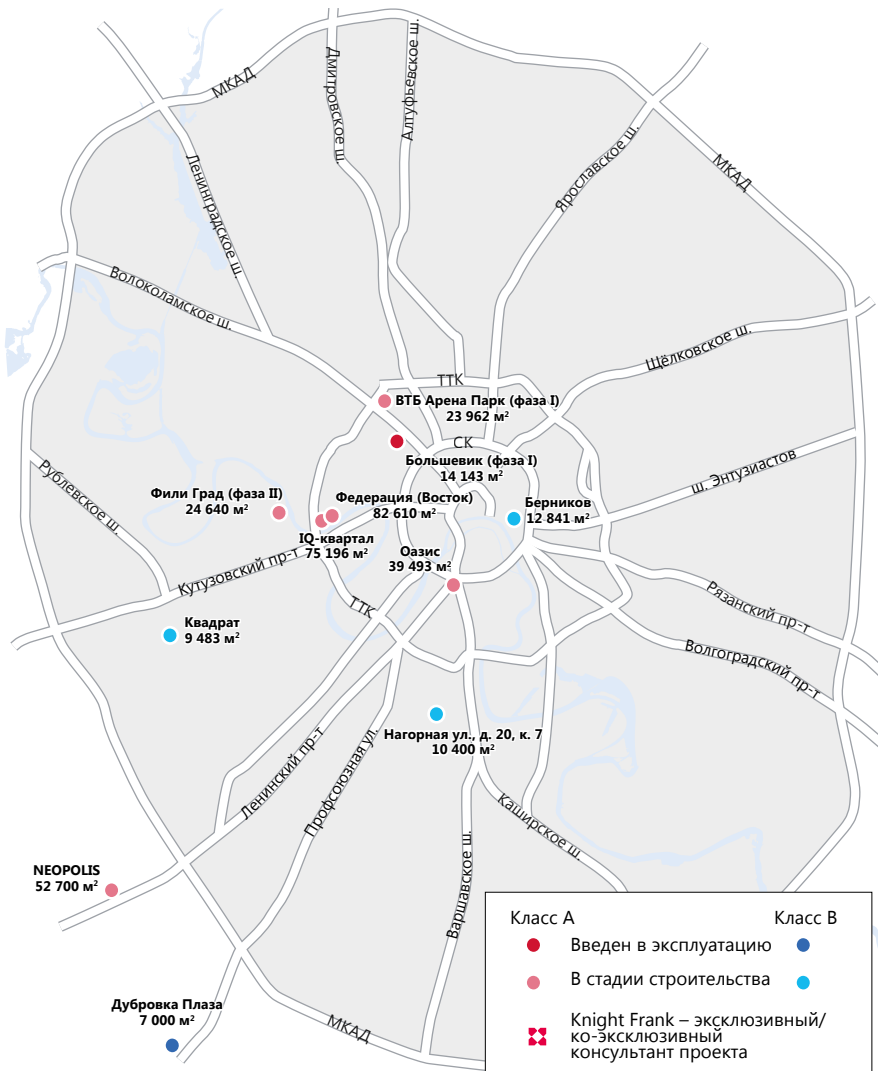 МКАД
Дмитровское ш.
Алтуфьевское ш.
Ленинградское ш.
Ярославское ш.
МКАД
Волоколамское ш.
Щёлковское ш.
ТТК
ВТБ Арена Парк (фаза I)
23 962 м²
СК
Большевик (фаза I)
14 143 м²
ш. Энтузиастов
Рублевское ш.
Фили Град (фаза II)
24 640 м²
Федерация (Восток)
82 610 м²
Берников
12 841 м²
IQ-квартал
75 196 м²
Оазис
39 493 м²
Кутузовский пр-т
ТТК
Рязанский пр-т
Квадрат
9 483 м²
Волгоградский пр-т
Нагорная ул., д. 20, к. 7
10 400 м²
Ленинский пр-т
Профсоюзная ул.
Каширское ш.
Варшавское ш.
NEOPOLIS
52 700 м²
Дубровка Плаза
7 000 м²
МКАД
Класс А
Класс В
Введен в эксплуатацию
В стадии строительства
Knight Frank – эксклюзивный/
ко-эксклюзивный
консультант проекта